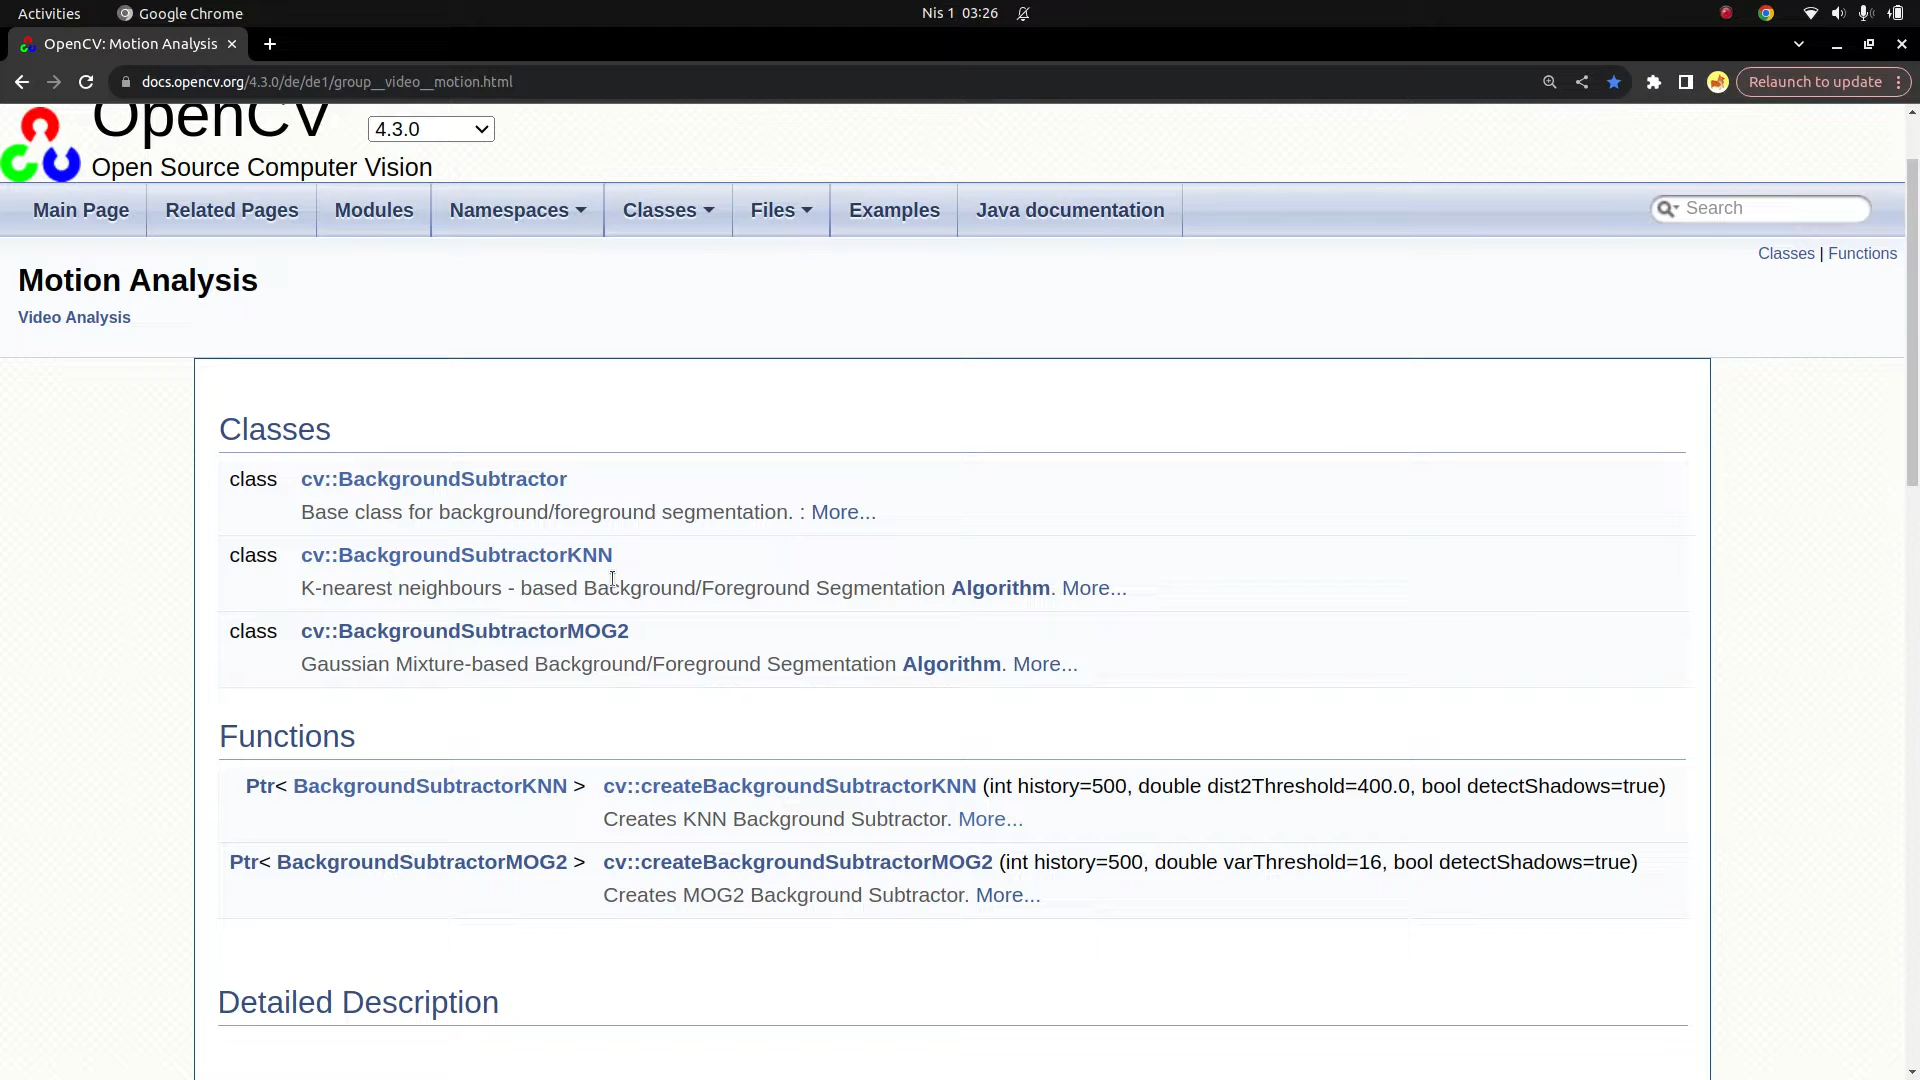 Activities
Google Chrome
Nis 1 03:26
OpenCV: Motion Analysis
docs.opencv.org/4.3.0/de/de1/group__video__motion.html
Relaunch to update
OpenCV
4.3.0
Open Source Computer Vision
Main Page
Related Pages
Modules
Namespaces
Classes
Files
Examples
Java documentation
Search
Classes | Functions
Motion Analysis
Video Analysis
Classes
class cv::BackgroundSubtractor
Base class for background/foreground segmentation. : More...
class cv::BackgroundSubtractorKNN
K-nearest neighbours - based Background/Foreground Segmentation Algorithm. More...
class cv::BackgroundSubtractorMOG2
Gaussian Mixture-based Background/Foreground Segmentation Algorithm. More...
Functions
Ptr< BackgroundSubtractorKNN > cv::createBackgroundSubtractorKNN (int history=500, double dist2Threshold=400.0, bool detectShadows=true)
Creates KNN Background Subtractor. More...
Ptr< BackgroundSubtractorMOG2 > cv::createBackgroundSubtractorMOG2 (int history=500, double varThreshold=16, bool detectShadows=true)
Creates MOG2 Background Subtractor. More...
Detailed Description